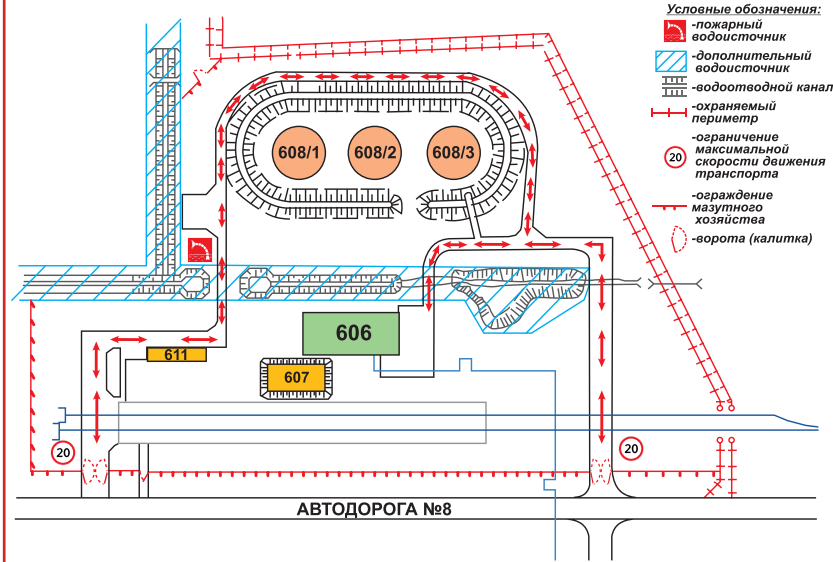 Условные обозначения:
-пожарный
водоисточник
-дополнительный
водоисточник
-водоотводной канал
-охраняемый
периметр
-ограничение
максимальной
скорости движения
транспорта
20
-ограждение
мазутного
хозяйства
-ворота (калитка)
608/1
608/2
608/3
606
611
607
20
20
АВТОДОРОГА №8